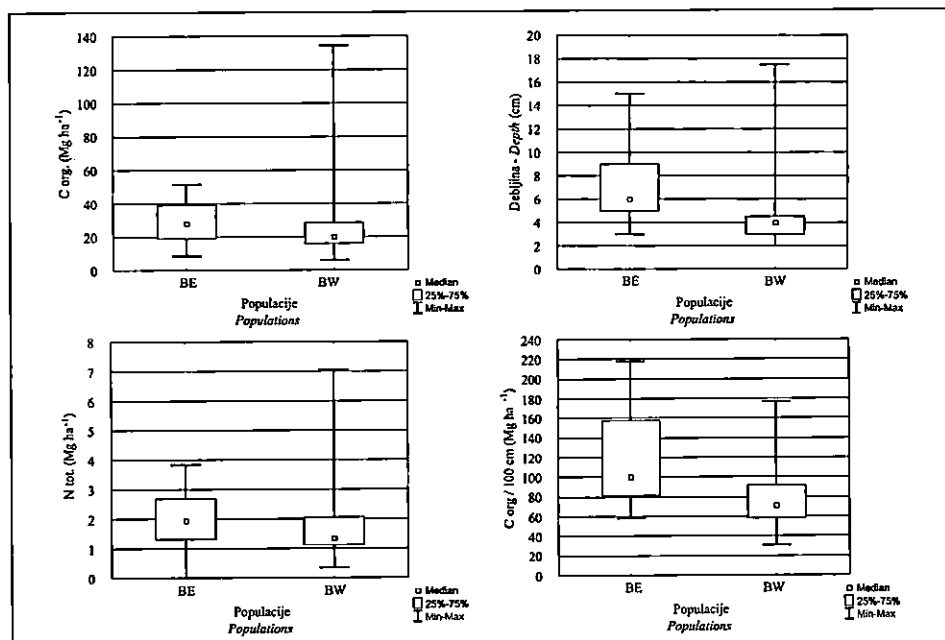 C org. (Mg ha⁻¹)
140
120
100
80
60
40
20
0
BE
BW
Populacije
Populations
Median
25%-75%
Min-Max
Debljina - Depth (cm)
20
18
16
14
12
10
8
6
4
2
0
BE
BW
Populacije
Populations
Median
25%-75%
Min-Max
N tot. (Mg ha⁻¹)
8
7
6
5
4
3
2
1
0
BE
BW
Populacije
Populations
Median
25%-75%
Min-Max
C org / 100 cm (Mg ha⁻¹)
240
220
200
180
160
140
120
100
80
60
40
20
0
BE
BW
Populacije
Populations
Median
25%-75%
Min-Max